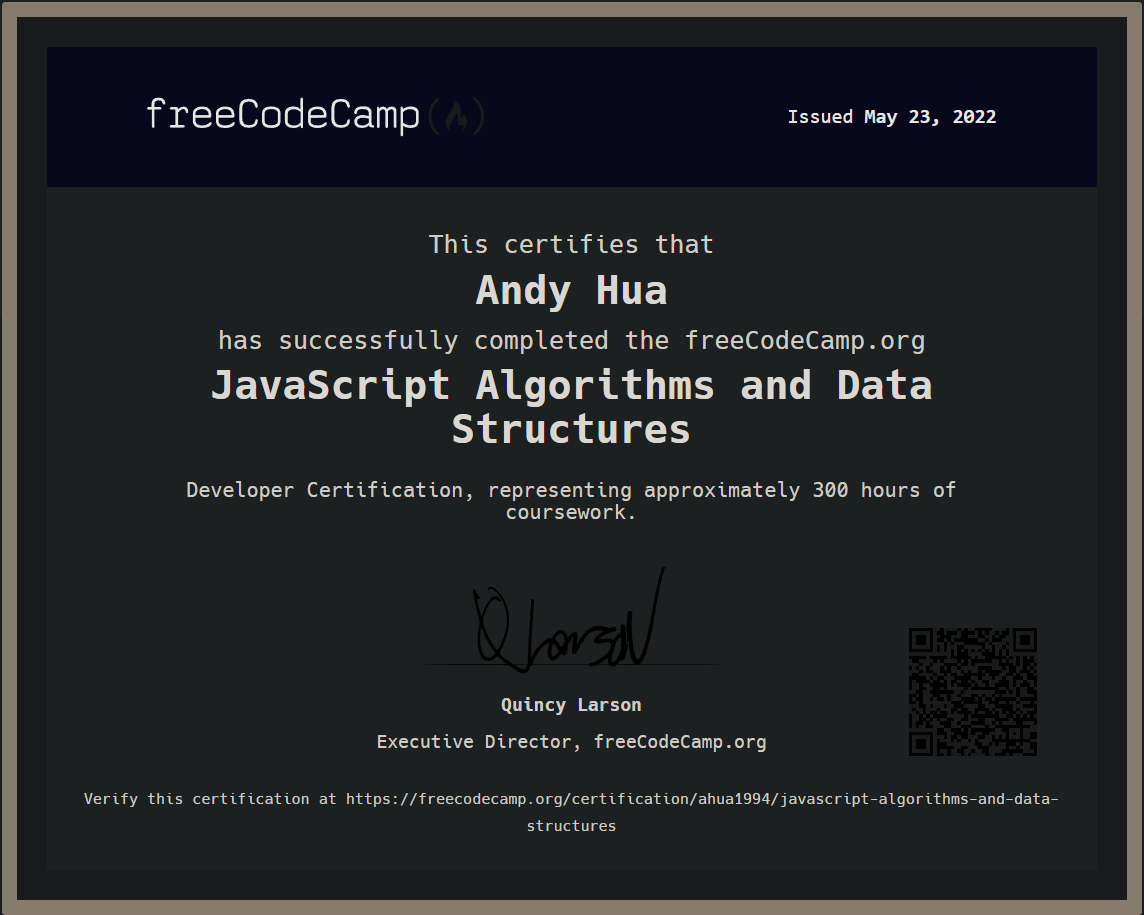 freeCodeCamp
Issued May 23, 2022
This certifies that
Andy Hua
has successfully completed the freeCodeCamp.org
JavaScript Algorithms and Data
Structures
Developer Certification, representing approximately 300 hours of
coursework.
Q Larson
Quincy Larson
Executive Director, freeCodeCamp.org
Verify this certification at https://freecodecamp.org/certification/ahua1994/javascript-algorithms-and-data-
structures